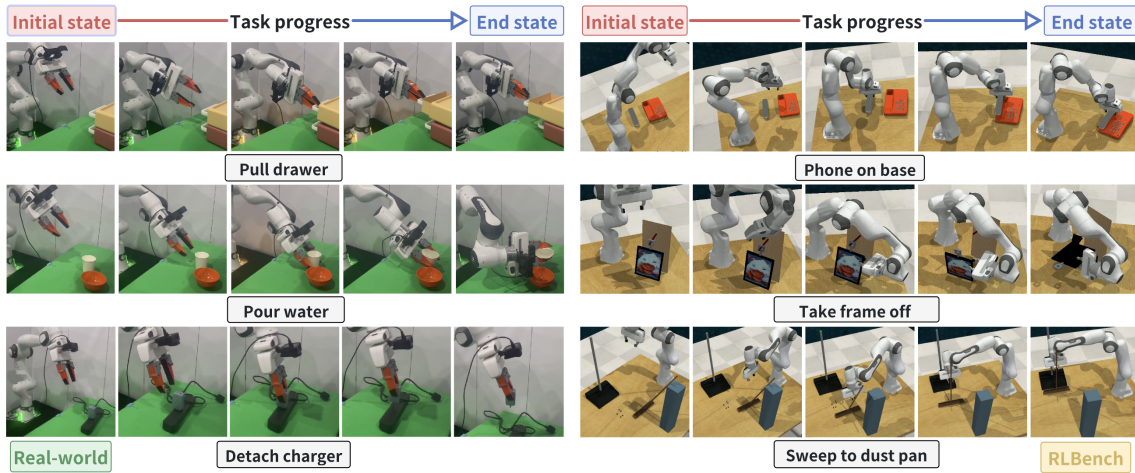 Initial state
Task progress
End state
Initial state
Task progress
End state
Pull drawer
Phone on base
Pour water
Take frame off
Real-world
Detach charger
Sweep to dust pan
RLBench